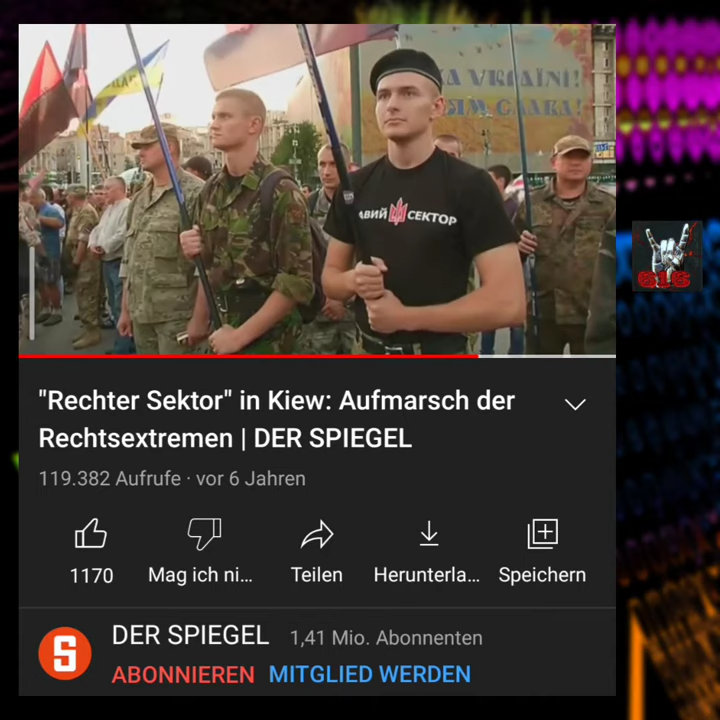 ДАР
А УКРАЇНІ!
ЯМ СЛАВА!
АВИЙ СЕКТОР
"Rechter Sektor" in Kiew: Aufmarsch der
Rechtsextremen | DER SPIEGEL
119.382 Aufrufe · vor 6 Jahren
1170 Mag ich ni... Teilen Herunterla... Speichern
S DER SPIEGEL 1,41 Mio. Abonnenten
ABONNIEREN MITGLIED WERDEN